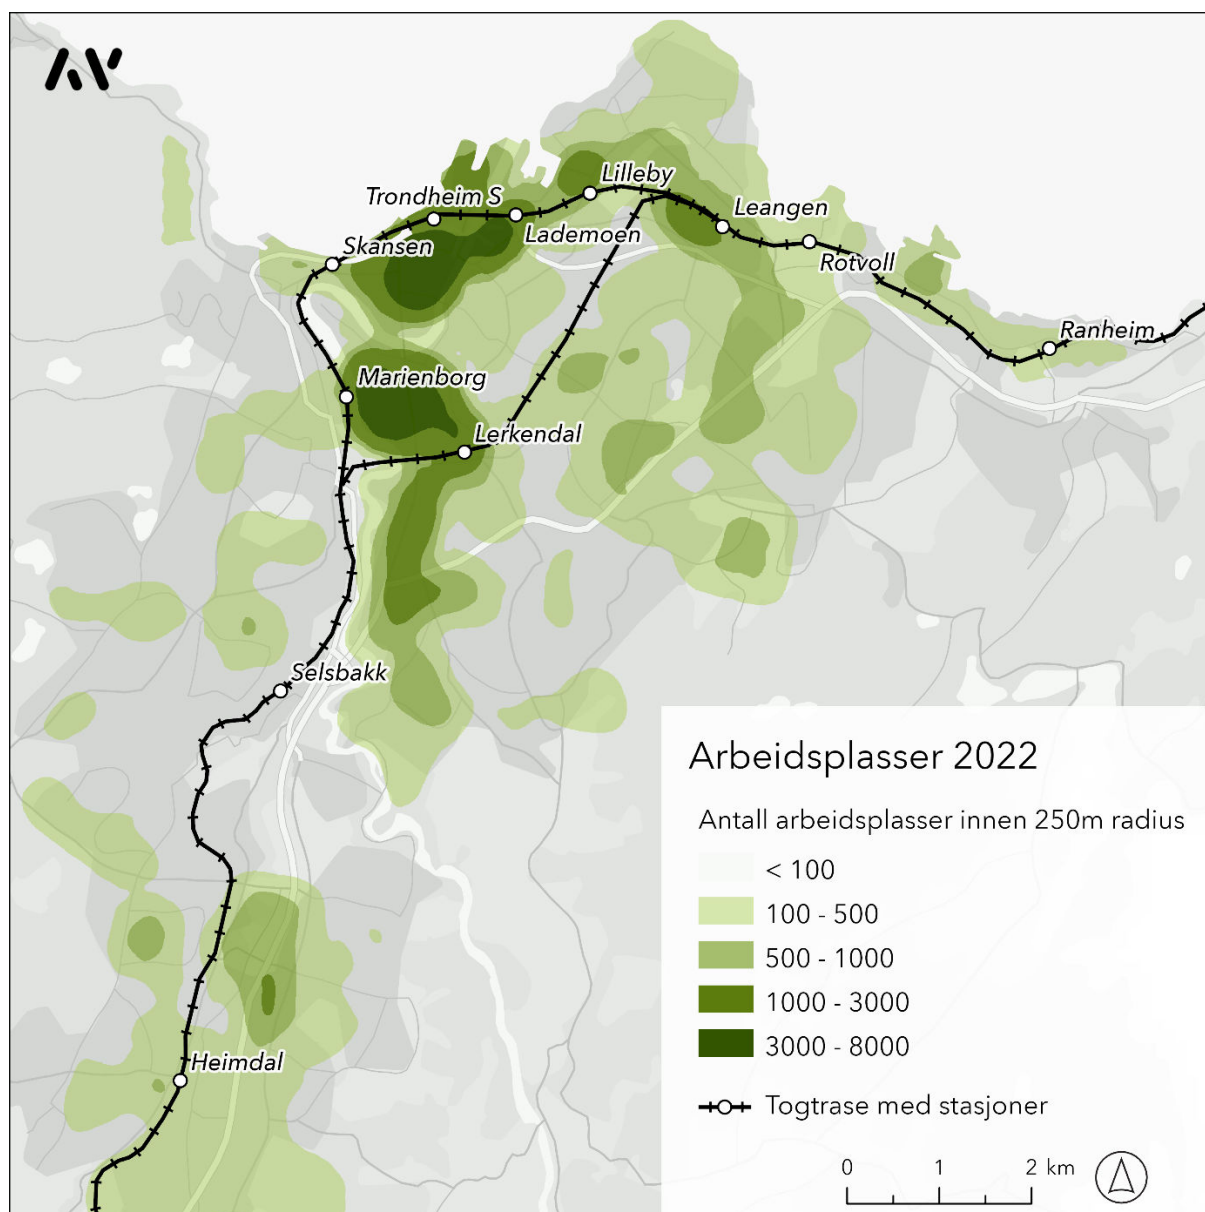 Lilleby
Trondheim S
Leangen
Lademoen
Skansen
Rotvoll
Ranheim
Marienborg
Lerkendal
Selsbakk
Heimdal
Arbeidsplasser 2022
Antall arbeidsplasser innen 250m radius
< 100
100 - 500
500 - 1000
1000 - 3000
3000 - 8000
Togtrase med stasjoner
0 1 2 km